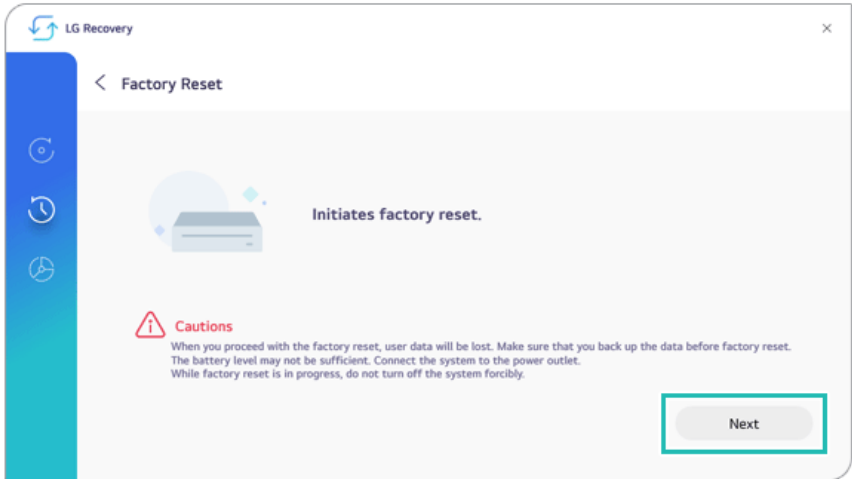 LG Recovery
Factory Reset
Initiates factory reset.
Cautions
When you proceed with the factory reset, user data will be lost. Make sure that you back up the data before factory reset.
The battery level may not be sufficient. Connect the system to the power outlet.
While factory reset is in progress, do not turn off the system forcibly.
Next